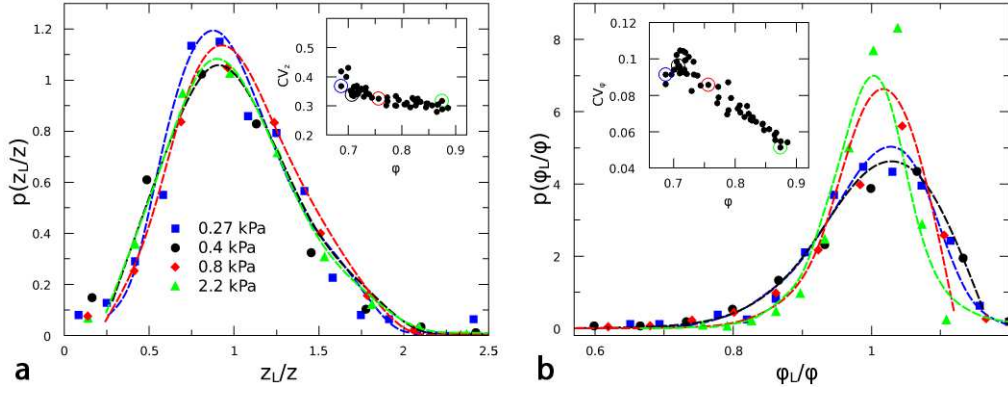 p(z_L/z)
1.2
1
0.8
0.6
0.4
0.2
0
0
0.5
1
1.5
2
2.5
z_L/z
a
0.27 kPa
0.4 kPa
0.8 kPa
2.2 kPa
CV_z
0.5
0.4
0.3
0.2
0.7
0.8
0.9
φ
p(φ_L/φ)
8
6
4
2
0
0.6
0.8
1
φ_L/φ
b
CV_φ
0.12
0.10
0.08
0.06
0.04
0.7
0.8
0.9
φ